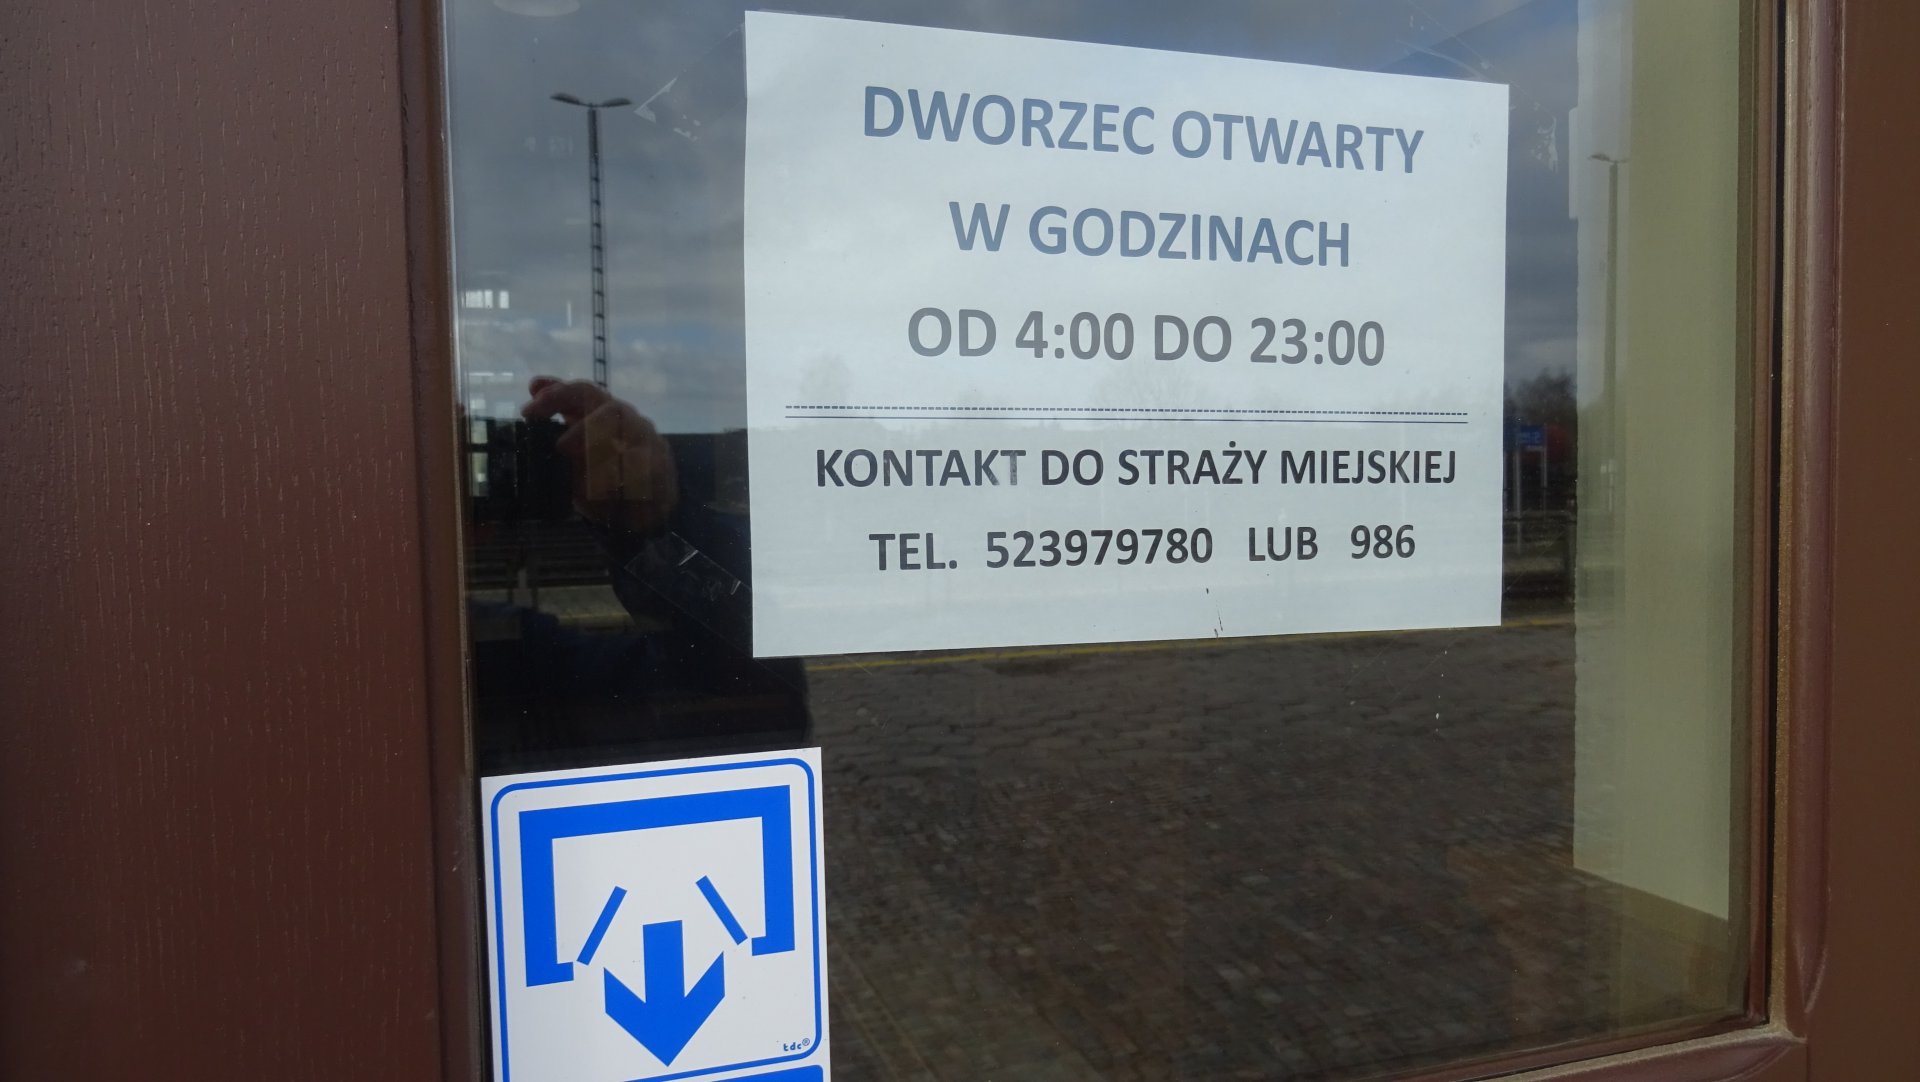 DWORZEC OTWARTY
W GODZINACH
OD 4:00 DO 23:00
KONTAKT DO STRAŻY MIEJSKIEJ
TEL. 523979780 LUB 986
tdc®